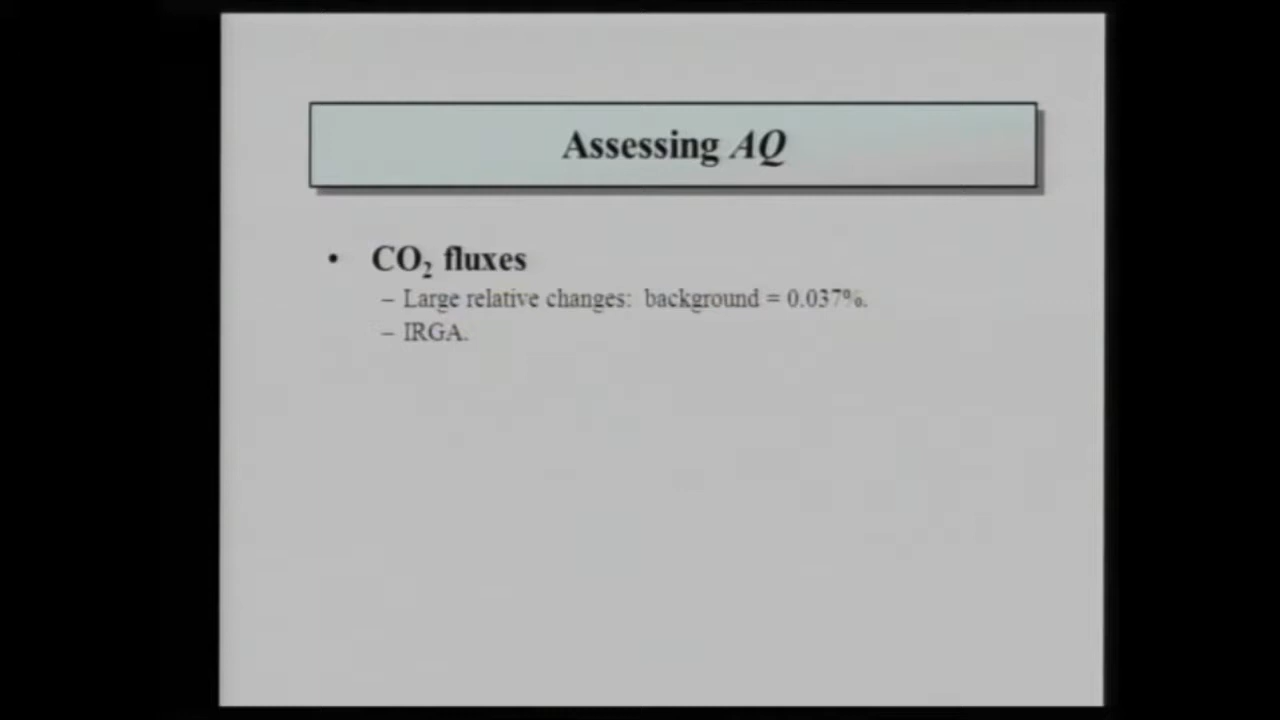 Assessing AQ
• CO₂ fluxes
– Large relative changes: background = 0.037%.
– IRGA.